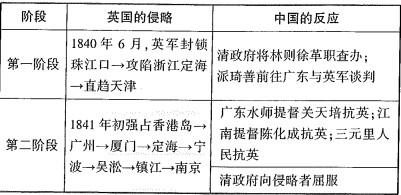 阶段 英国的侵略 中国的反应
第一阶段
1840 年 6 月,英军封锁
珠江口→攻陷浙江定海
→直趋天津
清政府将林则徐革职查办;
派琦善前往广东与英军谈判
第二阶段
1841 年初强占香港岛→
广州→厦门→定海→宁
波→吴淞→镇江→南京
广东水师提督关天培抗英;江
南提督陈化成抗英;三元里人
民抗英
清政府向侵略者屈服